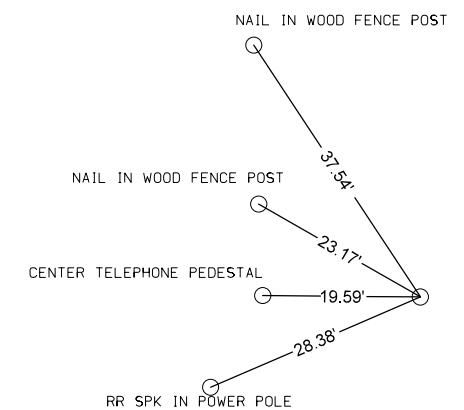 NAIL IN WOOD FENCE POST
37.54'
NAIL IN WOOD FENCE POST
23.17'
CENTER TELEPHONE PEDESTAL
19.59'
28.38'
RR SPK IN POWER POLE